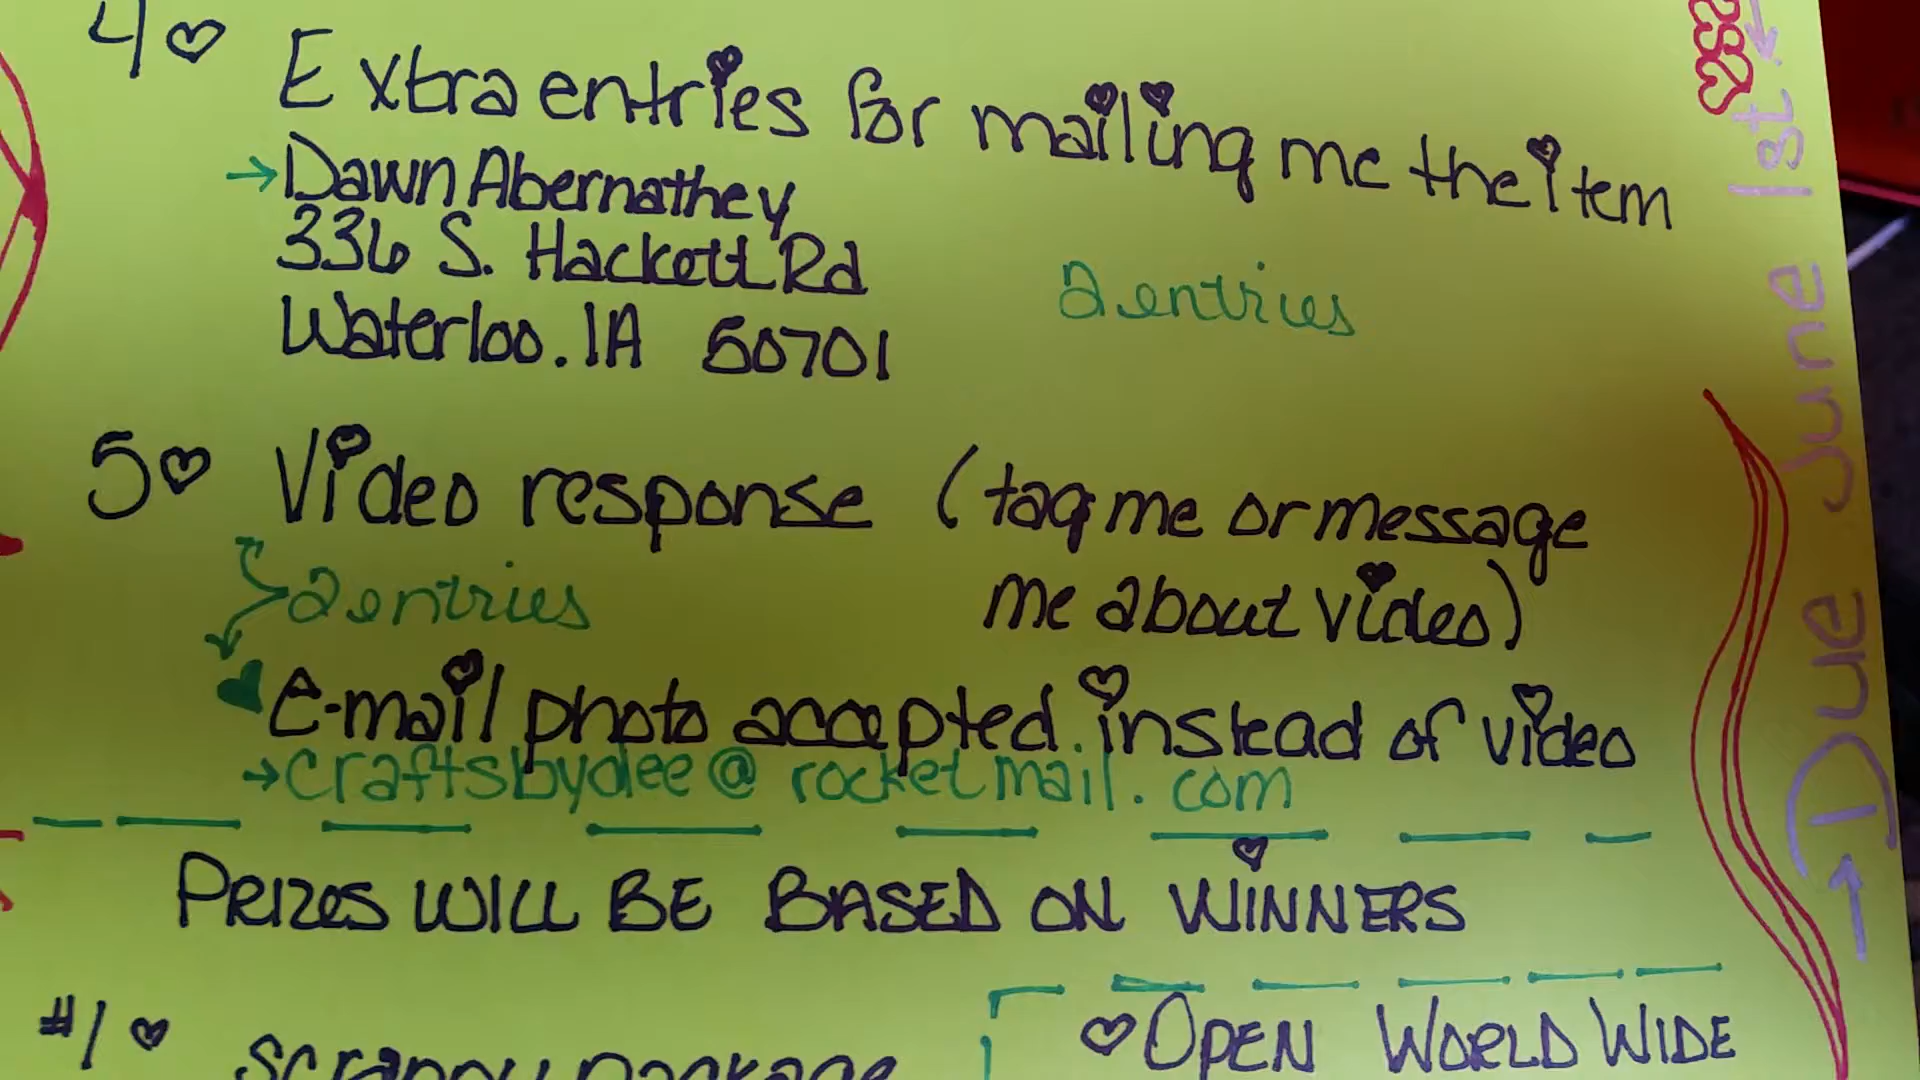 4♡ Extra entries for mailing me the item
→Dawn Abernathey
336 S. Hackett Rd
Waterloo. IA 50701
2 entries
5♡ Video response (tag me or message
me about video)
2 entries
♥E-mail photo accepted. instead of video
→craftsbydee@rocketmail.com
PRIZES WILL BE BASED ON WINNERS
#1♡ Scrappy package
♡OPEN WORLD WIDE
→Due June 1st.←